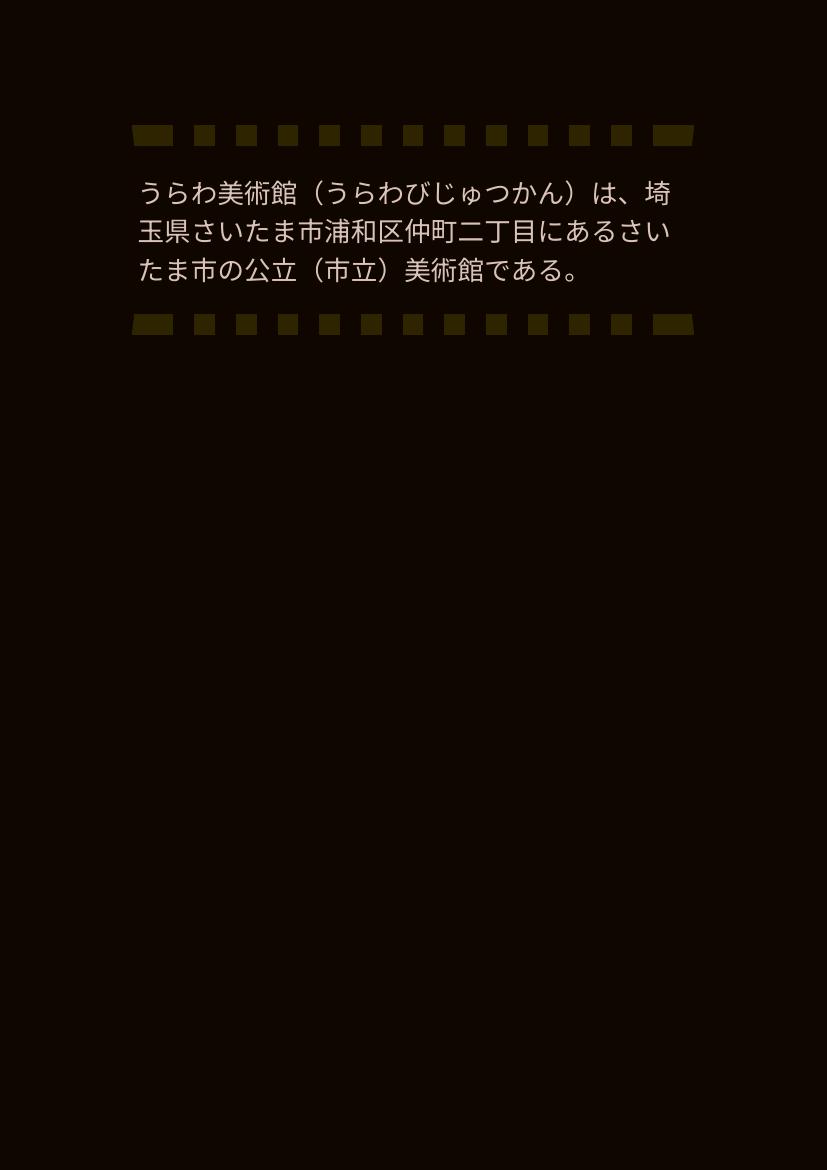 うらわ美術館（うらわびじゅつかん）は、埼
玉県さいたま市浦和区仲町二丁目にあるさい
たま市の公立（市立）美術館である。